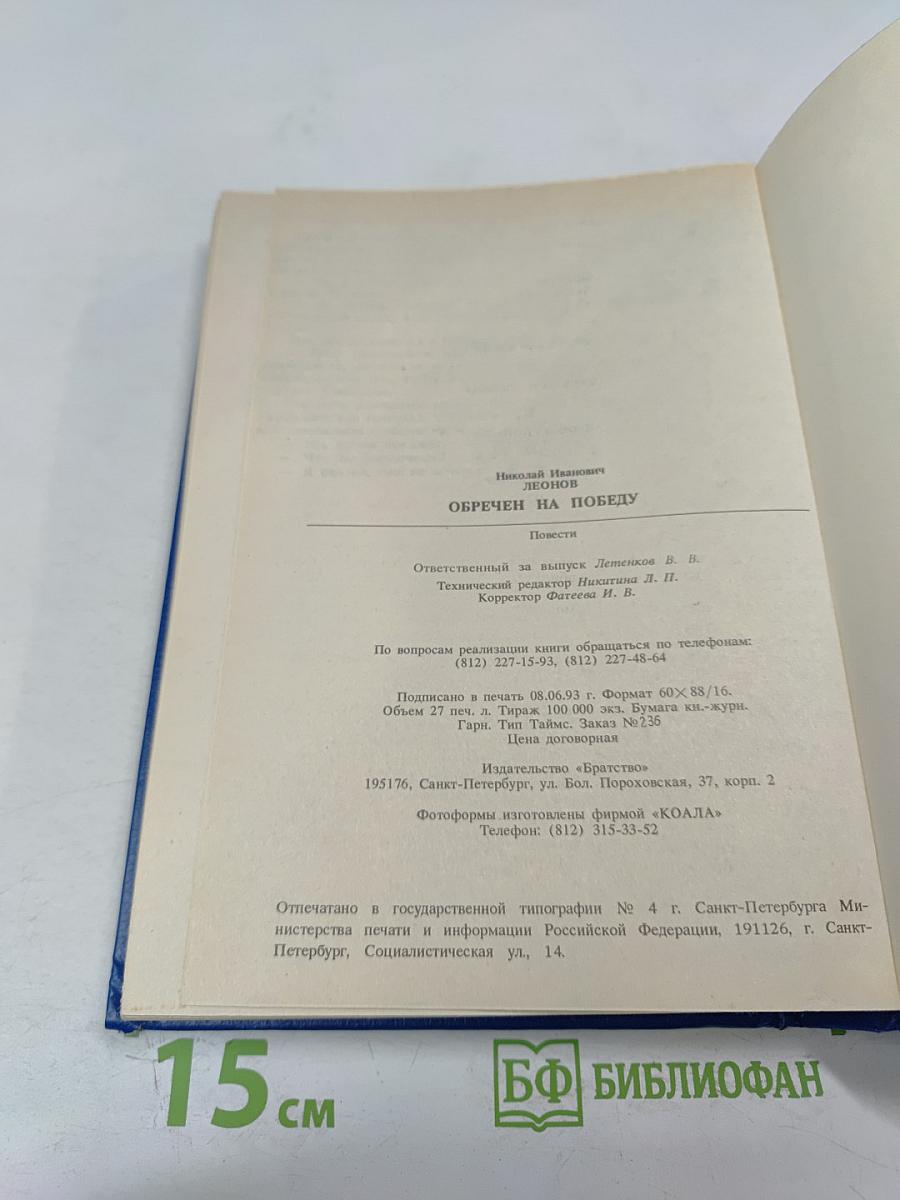 Николай Иванович
ЛЕОНОВ
ОБРЕЧЕН НА ПОБЕДУ
Повести
Ответственный за выпуск Летенков В. В.
Технический редактор Никитина Л. П.
Корректор Фатеева И. В.
По вопросам реализации книги обращаться по телефонам:
(812) 227-15-93, (812) 227-48-64
Подписано в печать 08.06.93 г. Формат 60×88/16.
Объем 27 печ. л. Тираж 100 000 экз. Бумага кн.-журн.
Гарн. Тип Таймс. Заказ №236
Цена договорная
Издательство «Братство»
195176, Санкт-Петербург, ул. Бол. Пороховская, 37, корп. 2
Фотоформы изготовлены фирмой «КОАЛА»
Телефон: (812) 315-33-52
Отпечатано в государственной типографии № 4 г. Санкт-Петербурга Ми-
нистерства печати и информации Российской Федерации, 191126, г. Санкт-
Петербург, Социалистическая ул., 14.
15 см
БФ БИБЛИОФАН